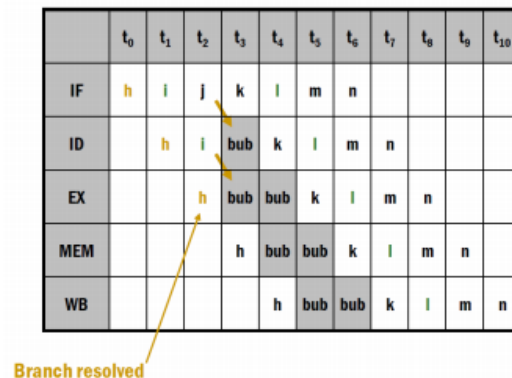 t0 t1 t2 t3 t4 t5 t6 t7 t8 t9 t10
IF h i j k l m n
ID h i bub k l m n
EX h bub bub k l m n
MEM h bub bub k l m n
WB h bub bub k l m n
Branch resolved